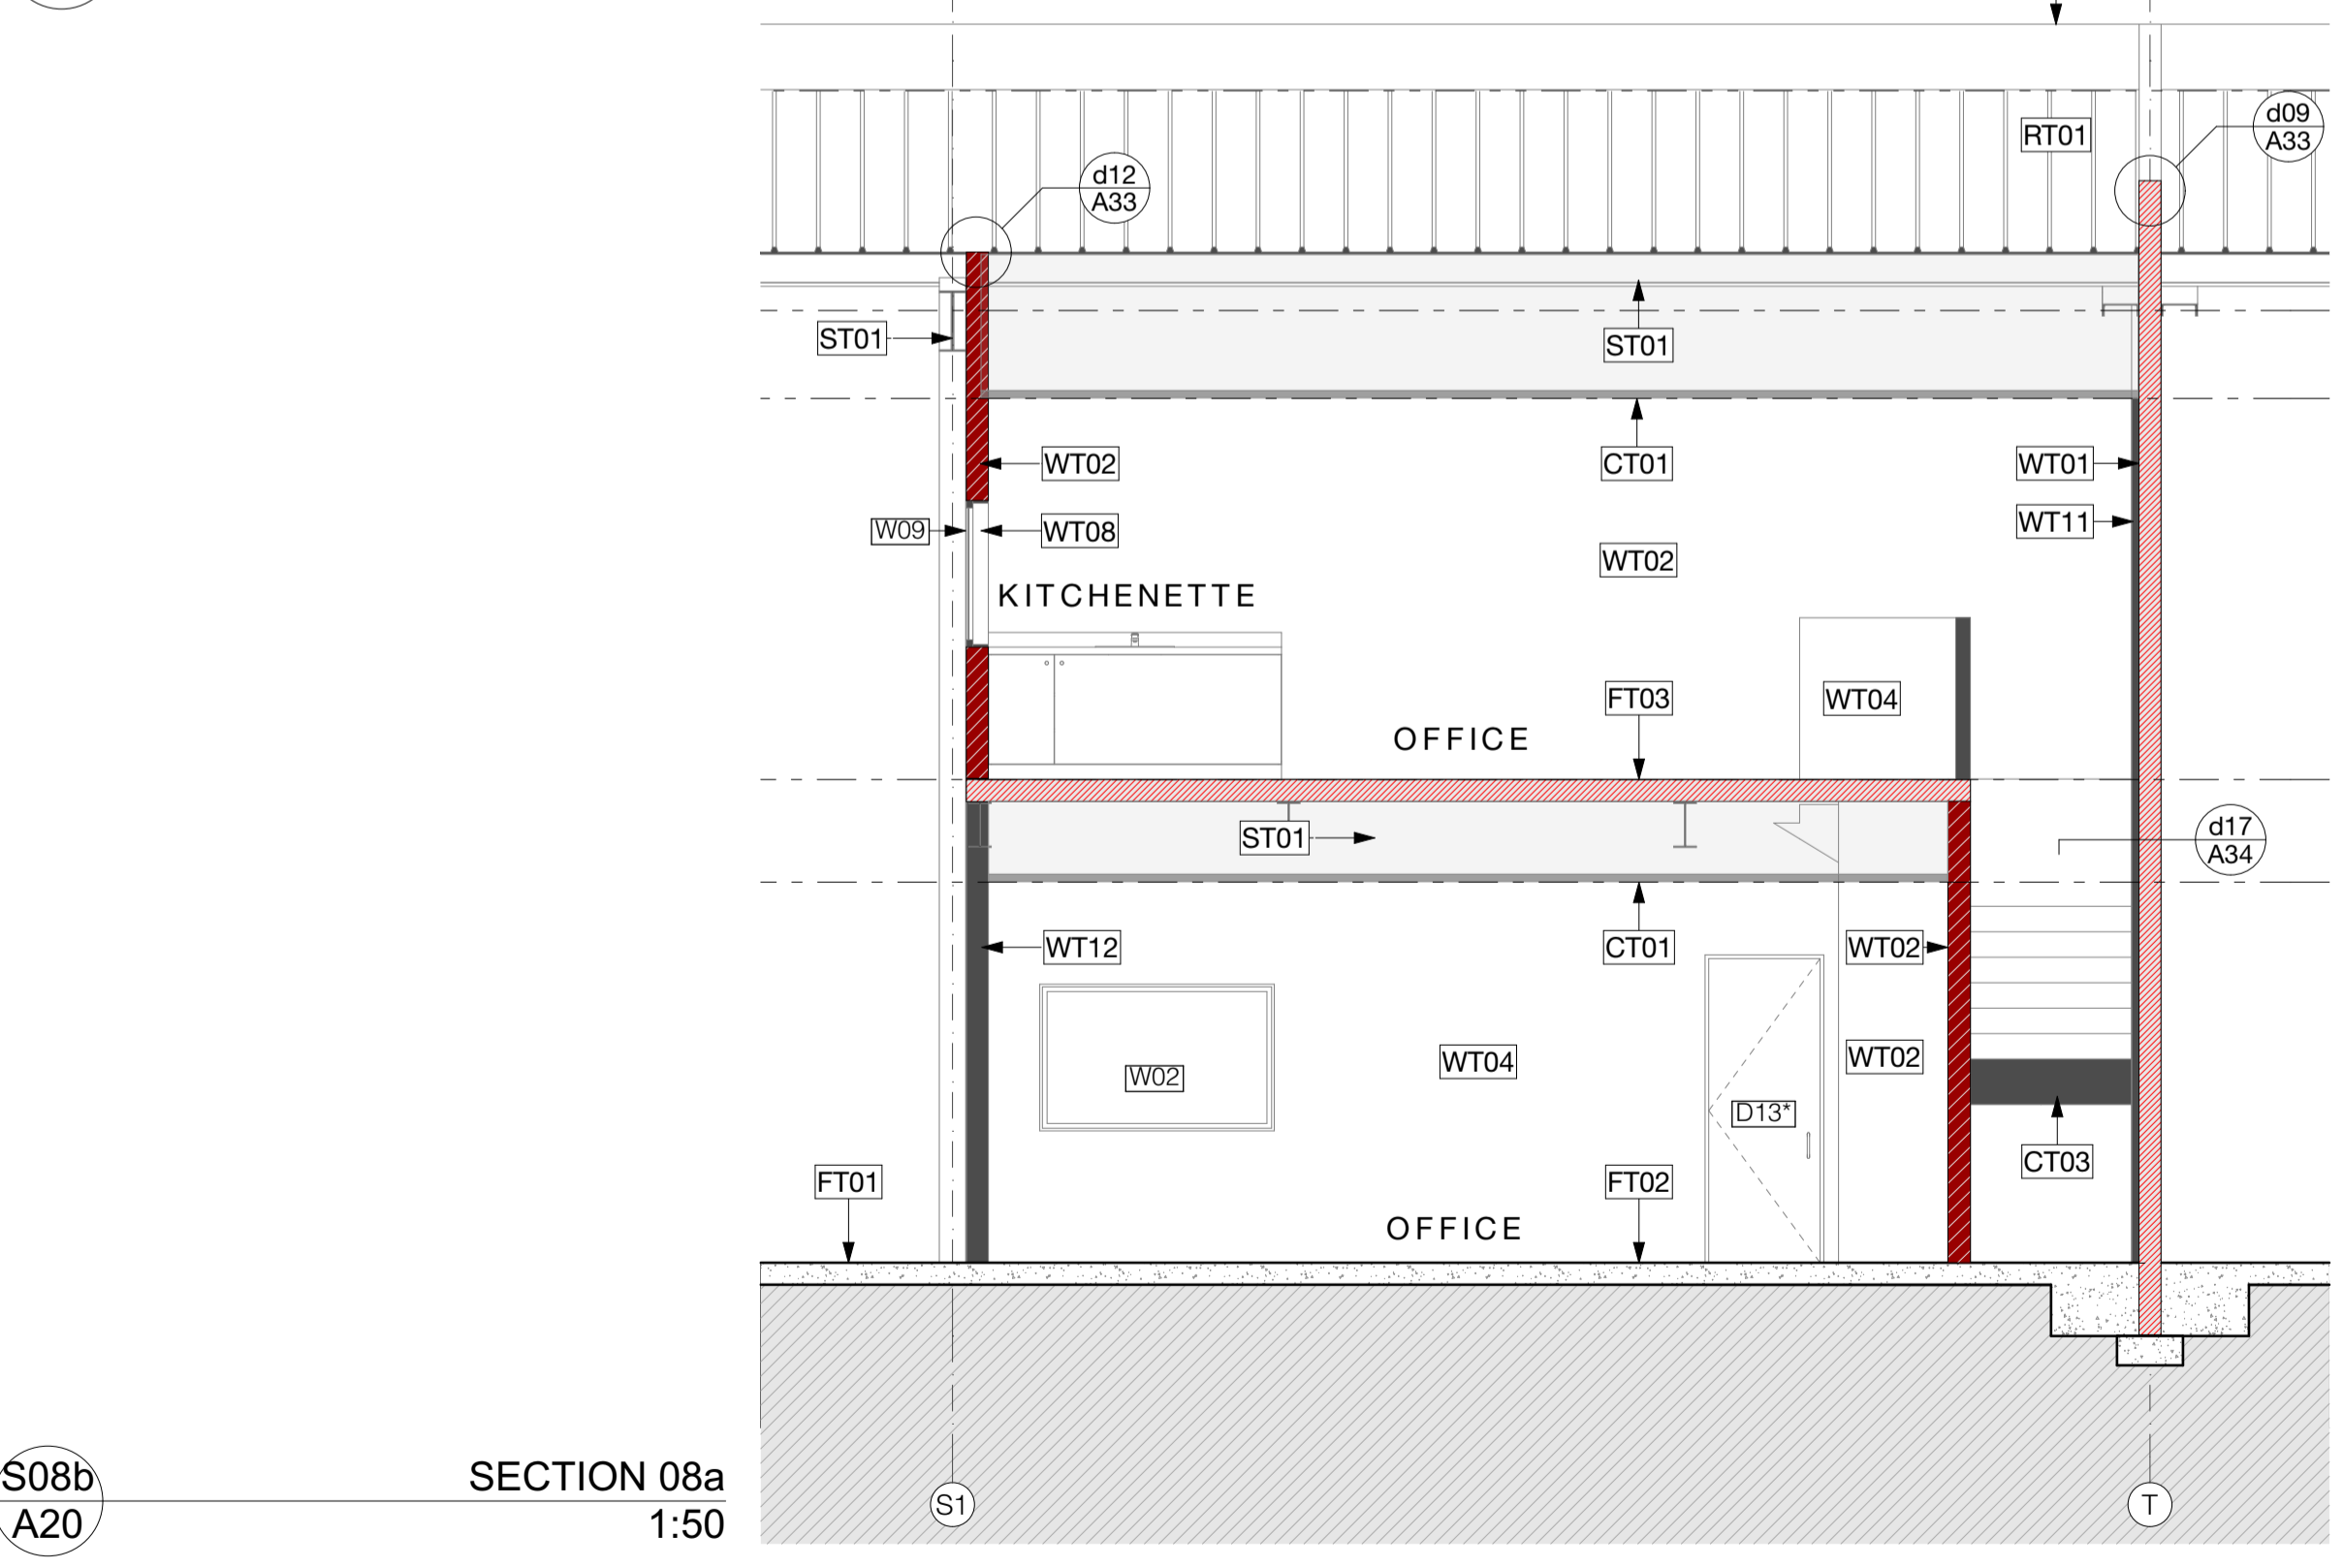 d09
A33
RT01
d12
A33
ST01
ST01
WT02
CT01
WT01
W09
WT08
WT11
WT02
KITCHENETTE
FT03
WT04
OFFICE
ST01
d17
A34
WT12
CT01
WT02
WT04
WT02
W02
D13*
CT03
FT01
FT02
OFFICE
S08b
A20
SECTION 08a
1:50
S1
T